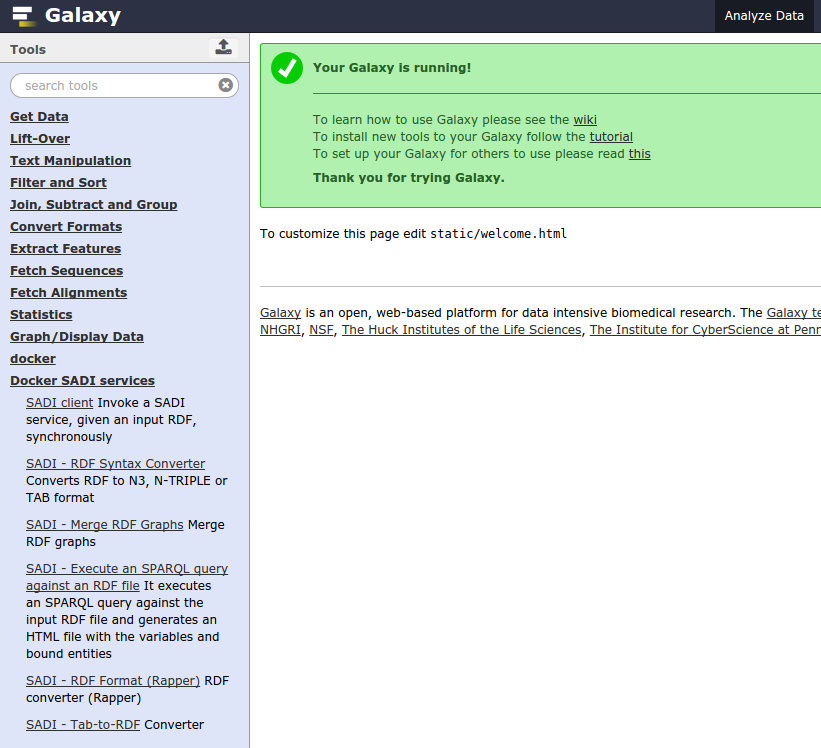 Galaxy
Analyze Data
Tools
search tools
Get Data
Lift-Over
Text Manipulation
Filter and Sort
Join, Subtract and Group
Convert Formats
Extract Features
Fetch Sequences
Fetch Alignments
Statistics
Graph/Display Data
docker
Docker SADI services
SADI client Invoke a SADI
service, given an input RDF,
synchronously
SADI - RDF Syntax Converter
Converts RDF to N3, N-TRIPLE or
TAB format
SADI - Merge RDF Graphs Merge
RDF graphs
SADI - Execute an SPARQL query
against an RDF file It executes
an SPARQL query against the
input RDF file and generates an
HTML file with the variables and
bound entities
SADI - RDF Format (Rapper) RDF
converter (Rapper)
SADI - Tab-to-RDF Converter
Your Galaxy is running!
To learn how to use Galaxy please see the wiki
To install new tools to your Galaxy follow the tutorial
To set up your Galaxy for others to use please read this
Thank you for trying Galaxy.
To customize this page edit static/welcome.html
Galaxy is an open, web-based platform for data intensive biomedical research. The Galaxy te
NHGRI, NSF, The Huck Institutes of the Life Sciences, The Institute for CyberScience at Penn